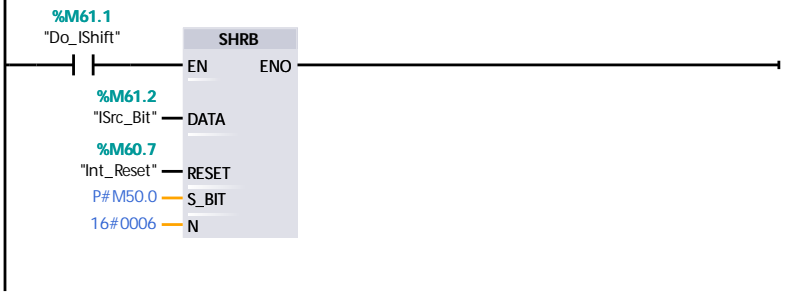 %M61.1
"Do_IShift"
SHRB
EN ENO
%M61.2
"ISrc_Bit" DATA
%M60.7
"Int_Reset" RESET
P#M50.0 S_BIT
16#0006 N